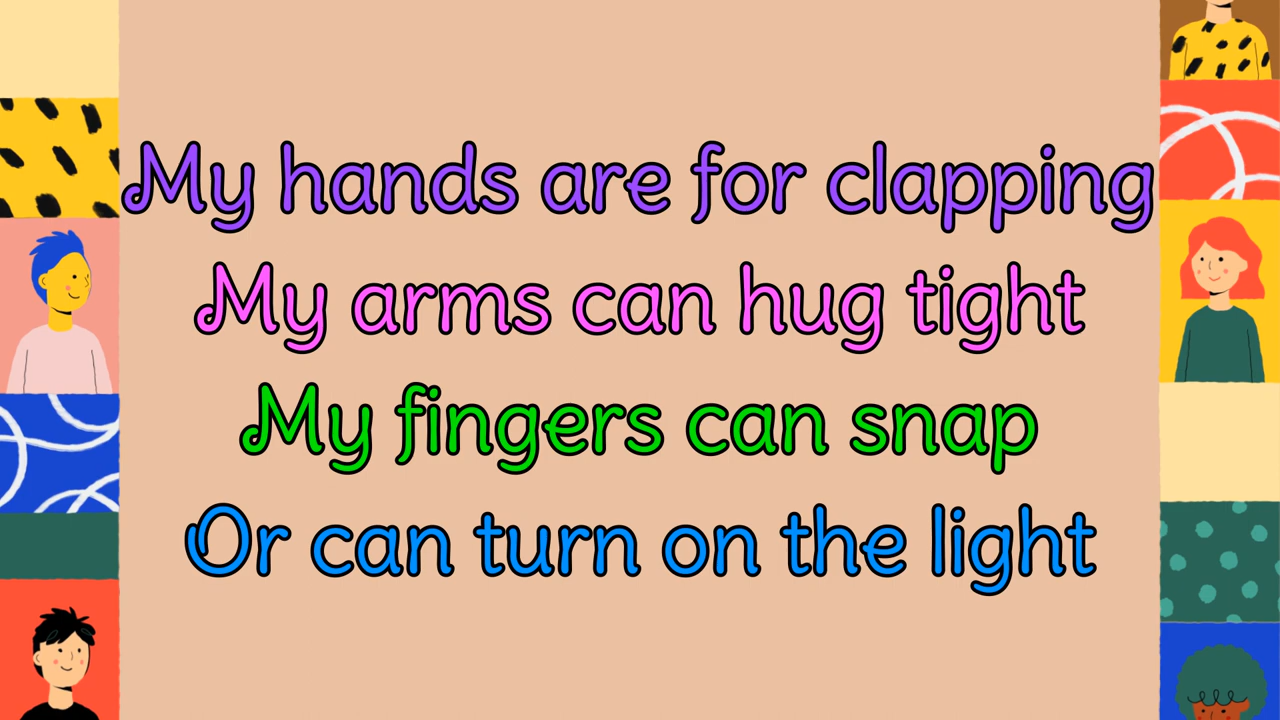 My hands are for clapping
My arms can hug tight
My fingers can snap
Or can turn on the light